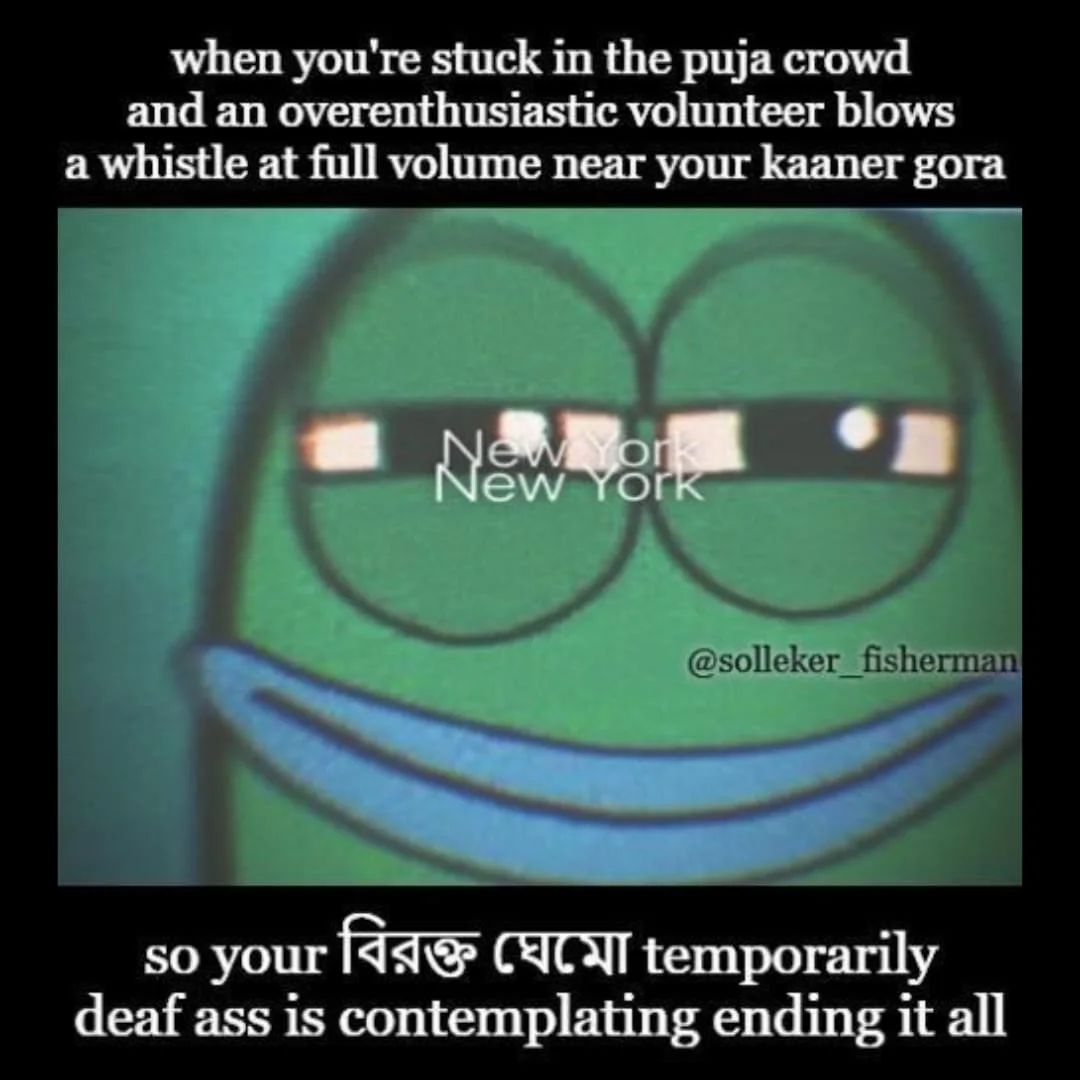 when you're stuck in the puja crowd
and an overenthusiastic volunteer blows
a whistle at full volume near your kaaner gora
New York
New York
@solleker_fisherman
so your বিরক্ত ঘেমো temporarily
deaf ass is contemplating ending it all